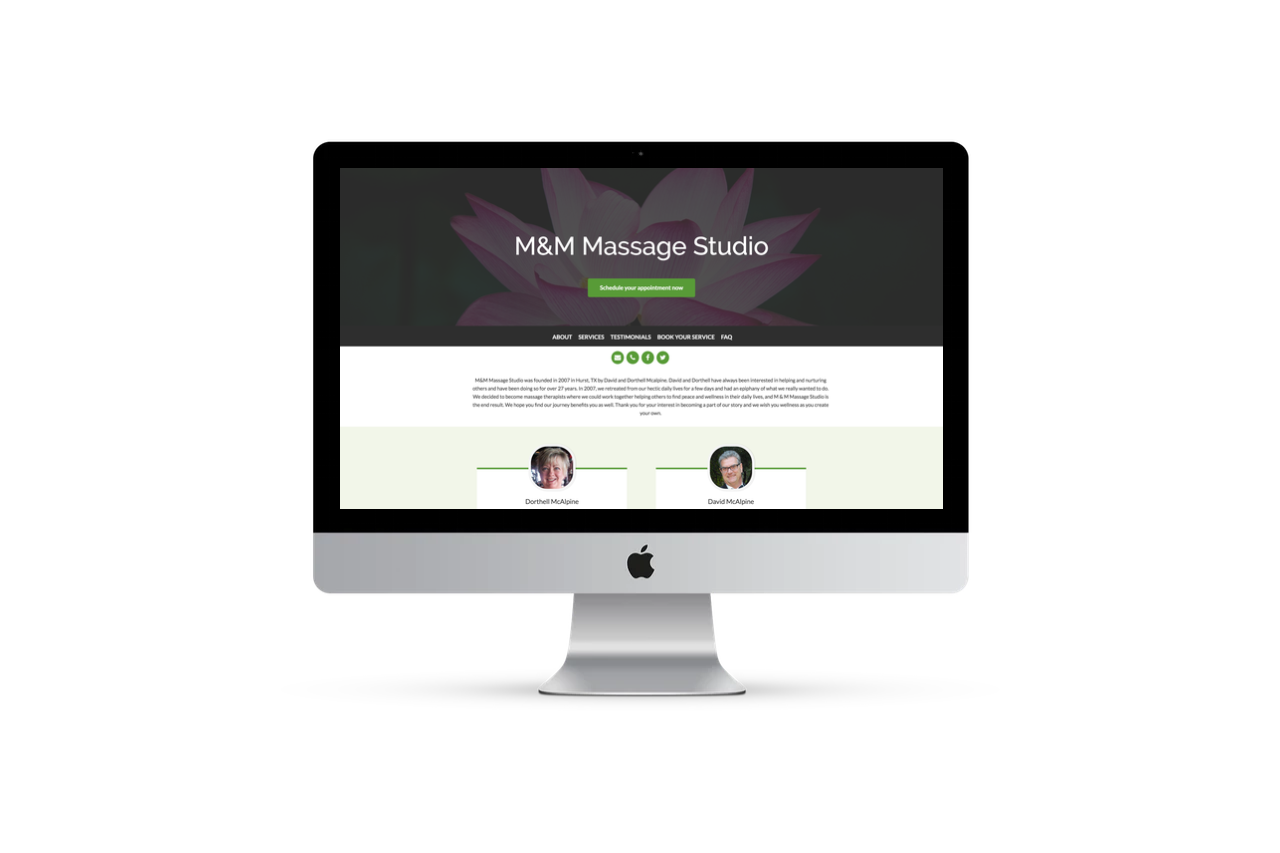 M&M Massage Studio
Schedule your appointment now
ABOUT SERVICES TESTIMONIALS BOOK YOUR SERVICE FAQ
M&M Massage Studio was founded in 2007 in Hurst, TX by David and Dorthell Mcalpine. David and Dorthell have always been interested in helping and nurturing
others and have been doing so for over 27 years. In 2007, we retreated from our hectic daily lives for a few days and had an epiphany of what we really wanted to do.
We decided to become massage therapists where we could work together helping others to find peace and wellness in their daily lives, and M & M Massage Studio is
the end result. We hope you find our journey benefits you as well. Thank you for your interest in becoming a part of our story and we wish you wellness as you create
your own.
Dorthell McAlpine
David McAlpine